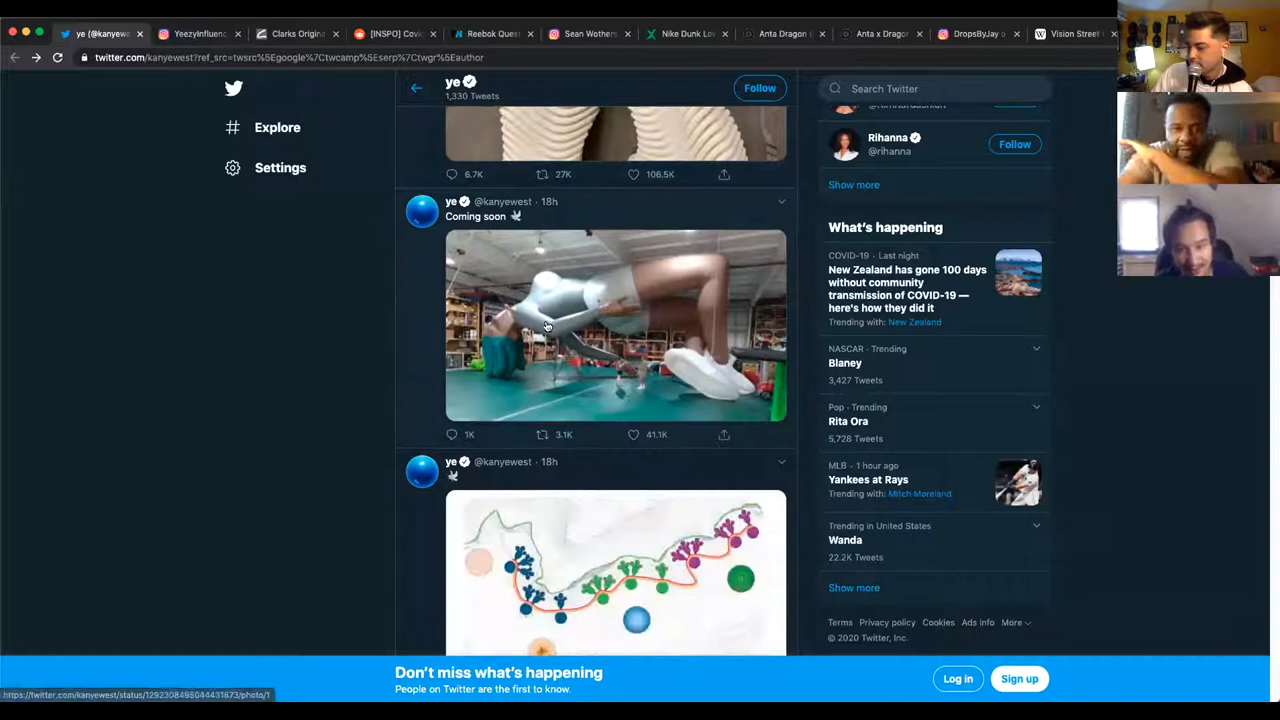 ye (@kanyewa
YeezyInfluenc
Clarks Origina
[INSPO] Covi
Reebok Ques
Sean Wothers
Nike Dunk Lo
Anta Dragon
Anta x Dragor
DropsByJay o
Vision Street
twitter.com/kanyewest?ref_src=twsrc%5Egoogle%7Ctwcamp%5Eserp%7Ctwgr%5Eauthor
Explore
Settings
ye
1,330 Tweets
Follow
6.7K 27K 106.5K
ye @kanyewest · 18h
Coming soon
1K 3.1K 41.1K
ye @kanyewest · 18h
Search Twitter
Rihanna
@rihanna
Follow
Show more
What's happening
COVID-19 · Last night
New Zealand has gone 100 days
without community
transmission of COVID-19 —
here's how they did it
Trending with: New Zealand
NASCAR · Trending
Blaney
3,427 Tweets
Pop · Trending
Rita Ora
5,728 Tweets
MLB · 1 hour ago
Yankees at Rays
Trending with: Mitch Moreland
Trending in United States
Wanda
22.2K Tweets
Show more
Terms Privacy policy Cookies Ads info More
© 2020 Twitter, Inc.
Don't miss what's happening
People on Twitter are the first to know.
Log in
Sign up
https://twitter.com/kanyewest/status/1292308495044431873/photo/1